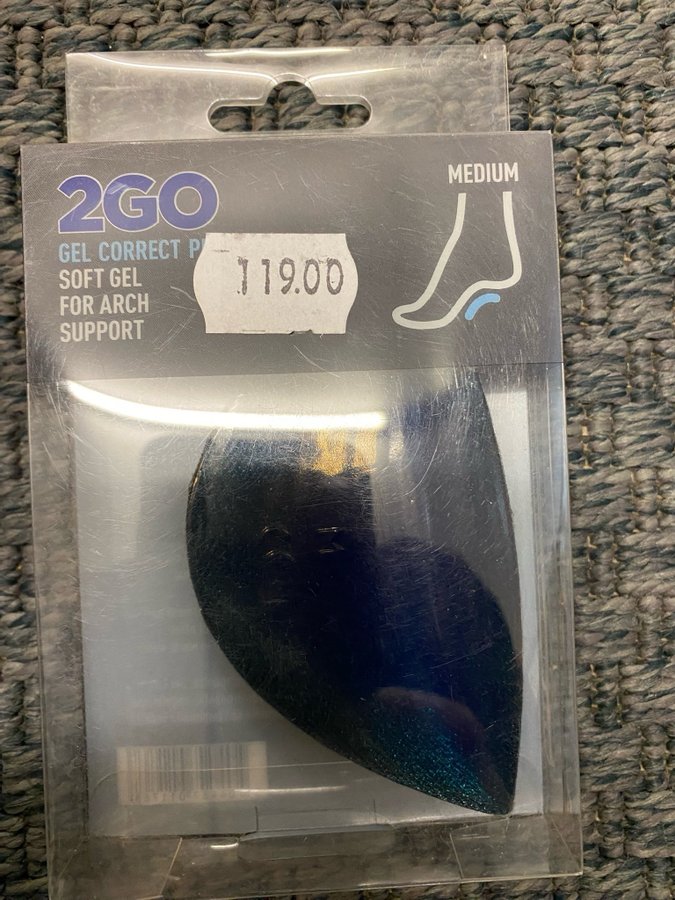 2GO
MEDIUM
GEL CORRECT
119.00
SOFT GEL
FOR ARCH
SUPPORT